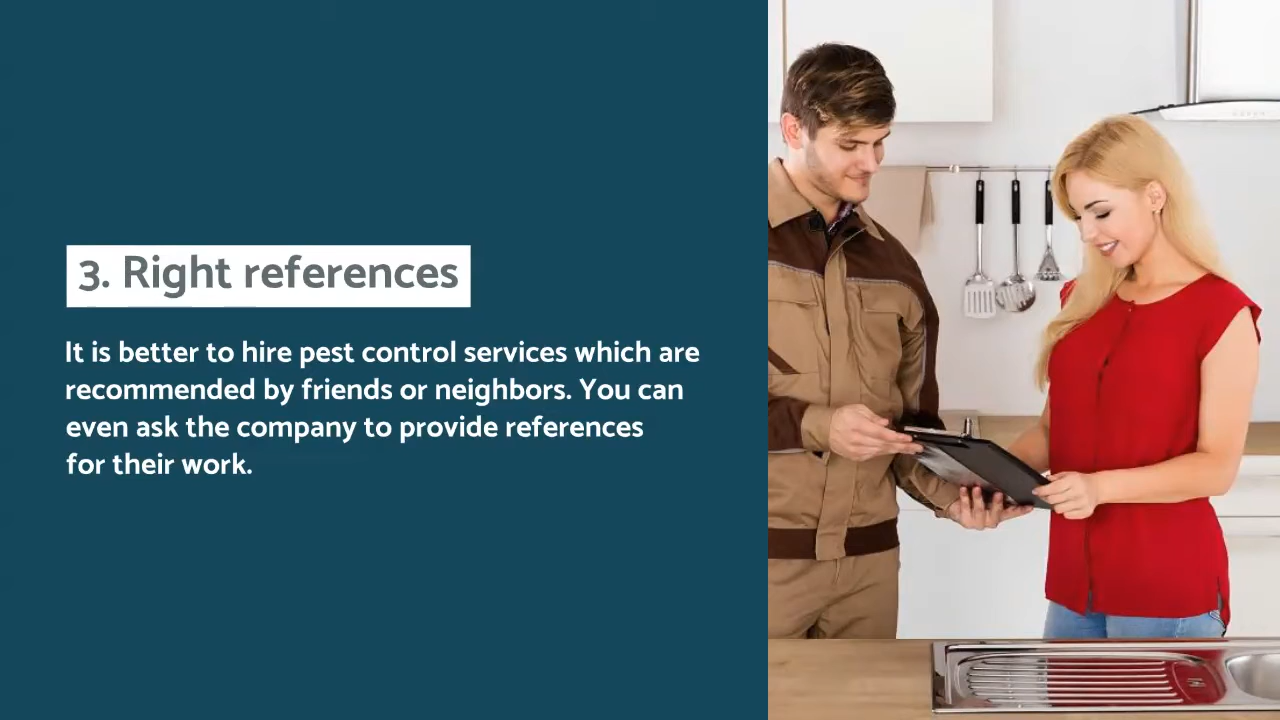 3. Right references
It is better to hire pest control services which are
recommended by friends or neighbors. You can
even ask the company to provide references
for their work.